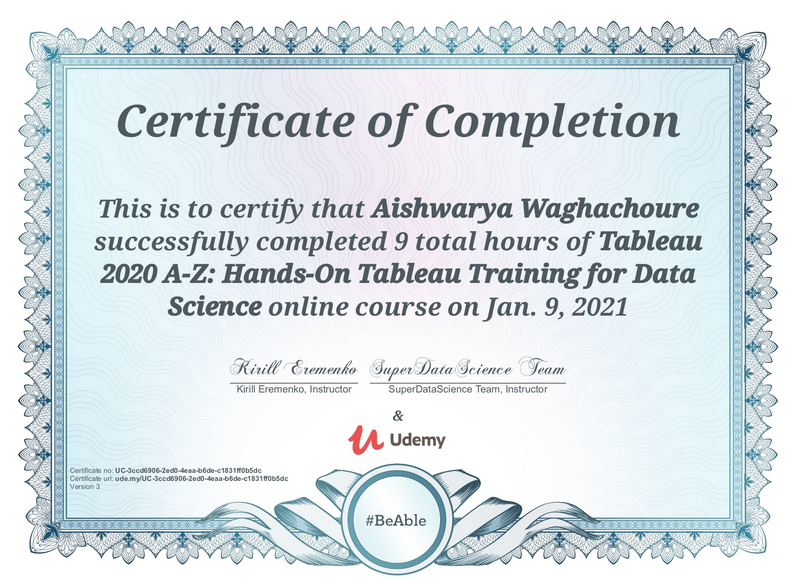 Certificate of Completion
This is to certify that Aishwarya Waghachoure
successfully completed 9 total hours of Tableau
2020 A-Z: Hands-On Tableau Training for Data
Science online course on Jan. 9, 2021
Kirill Eremenko SuperDataScience Team
Kirill Eremenko, Instructor SuperDataScience Team, Instructor
&
Udemy
Certificate no: UC-3ccd6906-2ed0-4eaa-b6de-c1831ff0b5dc
Certificate url: ude.my/UC-3ccd6906-2ed0-4eaa-b6de-c1831ff0b5dc
Version 3
#BeAble